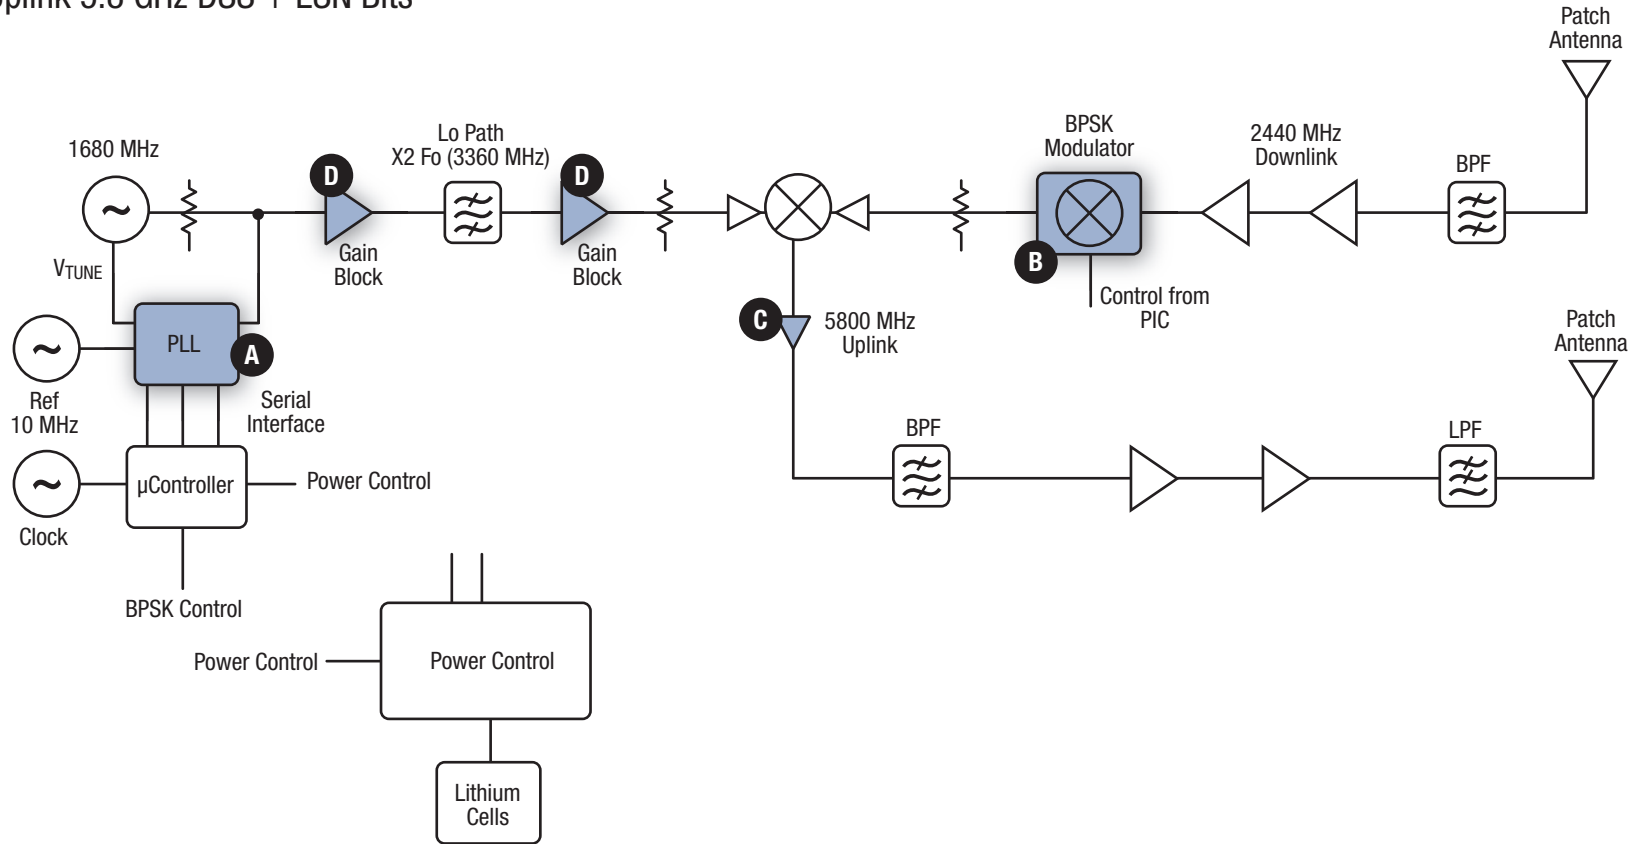 Patch
Antenna
1680 MHz
Lo Path
X2 Fo (3360 MHz)
BPSK
Modulator
2440 MHz
Downlink
BPF
D
D
Gain
Block
Gain
Block
B
Control from
PIC
VTUNE
PLL
A
C
5800 MHz
Uplink
Patch
Antenna
Ref
10 MHz
Serial
Interface
BPF
LPF
µController
Power Control
Clock
BPSK Control
Power Control
Power Control
Lithium
Cells